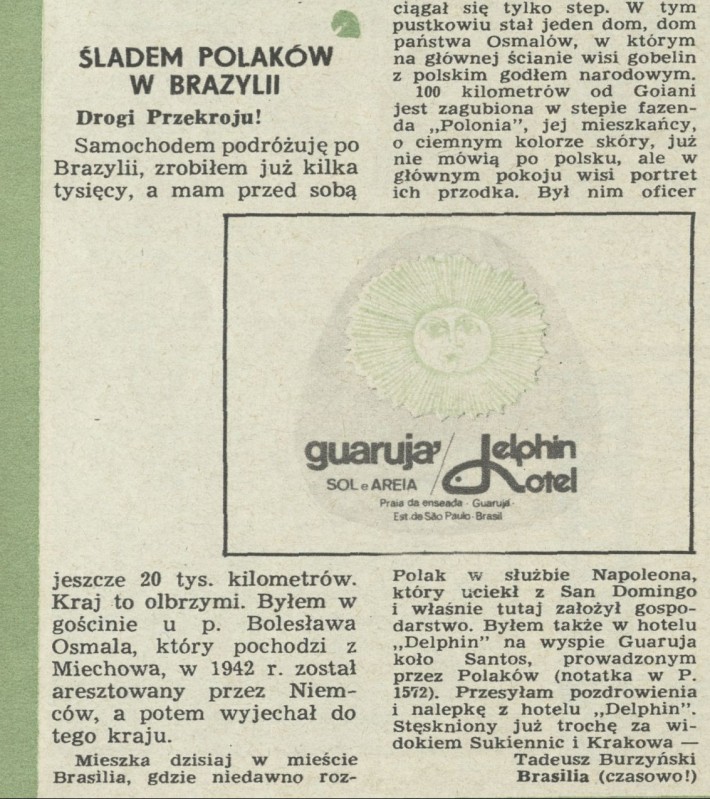 ŚLADEM POLAKÓW
W BRAZYLII
Drogi Przekroju!
Samochodem podróżuję po
Brazylii, zrobiłem już kilka
tysięcy, a mam przed sobą
jeszcze 20 tys. kilometrów.
Kraj to olbrzymi. Byłem w
gościnie u p. Bolesława
Osmala, który pochodzi z
Miechowa, w 1942 r. został
aresztowany przez Niem-
ców, a potem wyjechał do
tego kraju.
Mieszka dzisiaj w mieście
Brasilia, gdzie niedawno roz-
ciągał się tylko step. W tym
pustkowiu stał jeden dom, dom
państwa Osmalów, w którym
na głównej ścianie wisi gobelin
z polskim godłem narodowym.
100 kilometrów od Goiani
jest zagubiona w stepie fazen-
da „Polonia”, jej mieszkańcy,
o ciemnym kolorze skóry, już
nie mówią po polsku, ale w
głównym pokoju wisi portret
ich przodka. Był nim oficer
Polak w służbie Napoleona,
który uciekł z San Domingo
i właśnie tutaj założył gospo-
darstwo. Byłem także w hotelu
„Delphin” na wyspie Guaruja
koło Santos, prowadzonym
przez Polaków (notatka w P.
1572). Przesyłam pozdrowienia
i nalepkę z hotelu „Delphin”.
Stęskniony już trochę za wi-
dokiem Sukiennic i Krakowa —
Tadeusz Burzyński
Brasilia (czasowo!)
guarujá
SOL e AREIA
delphin
hotel
Praia da enseada - Guarujá -
Est. de São Paulo - Brasil